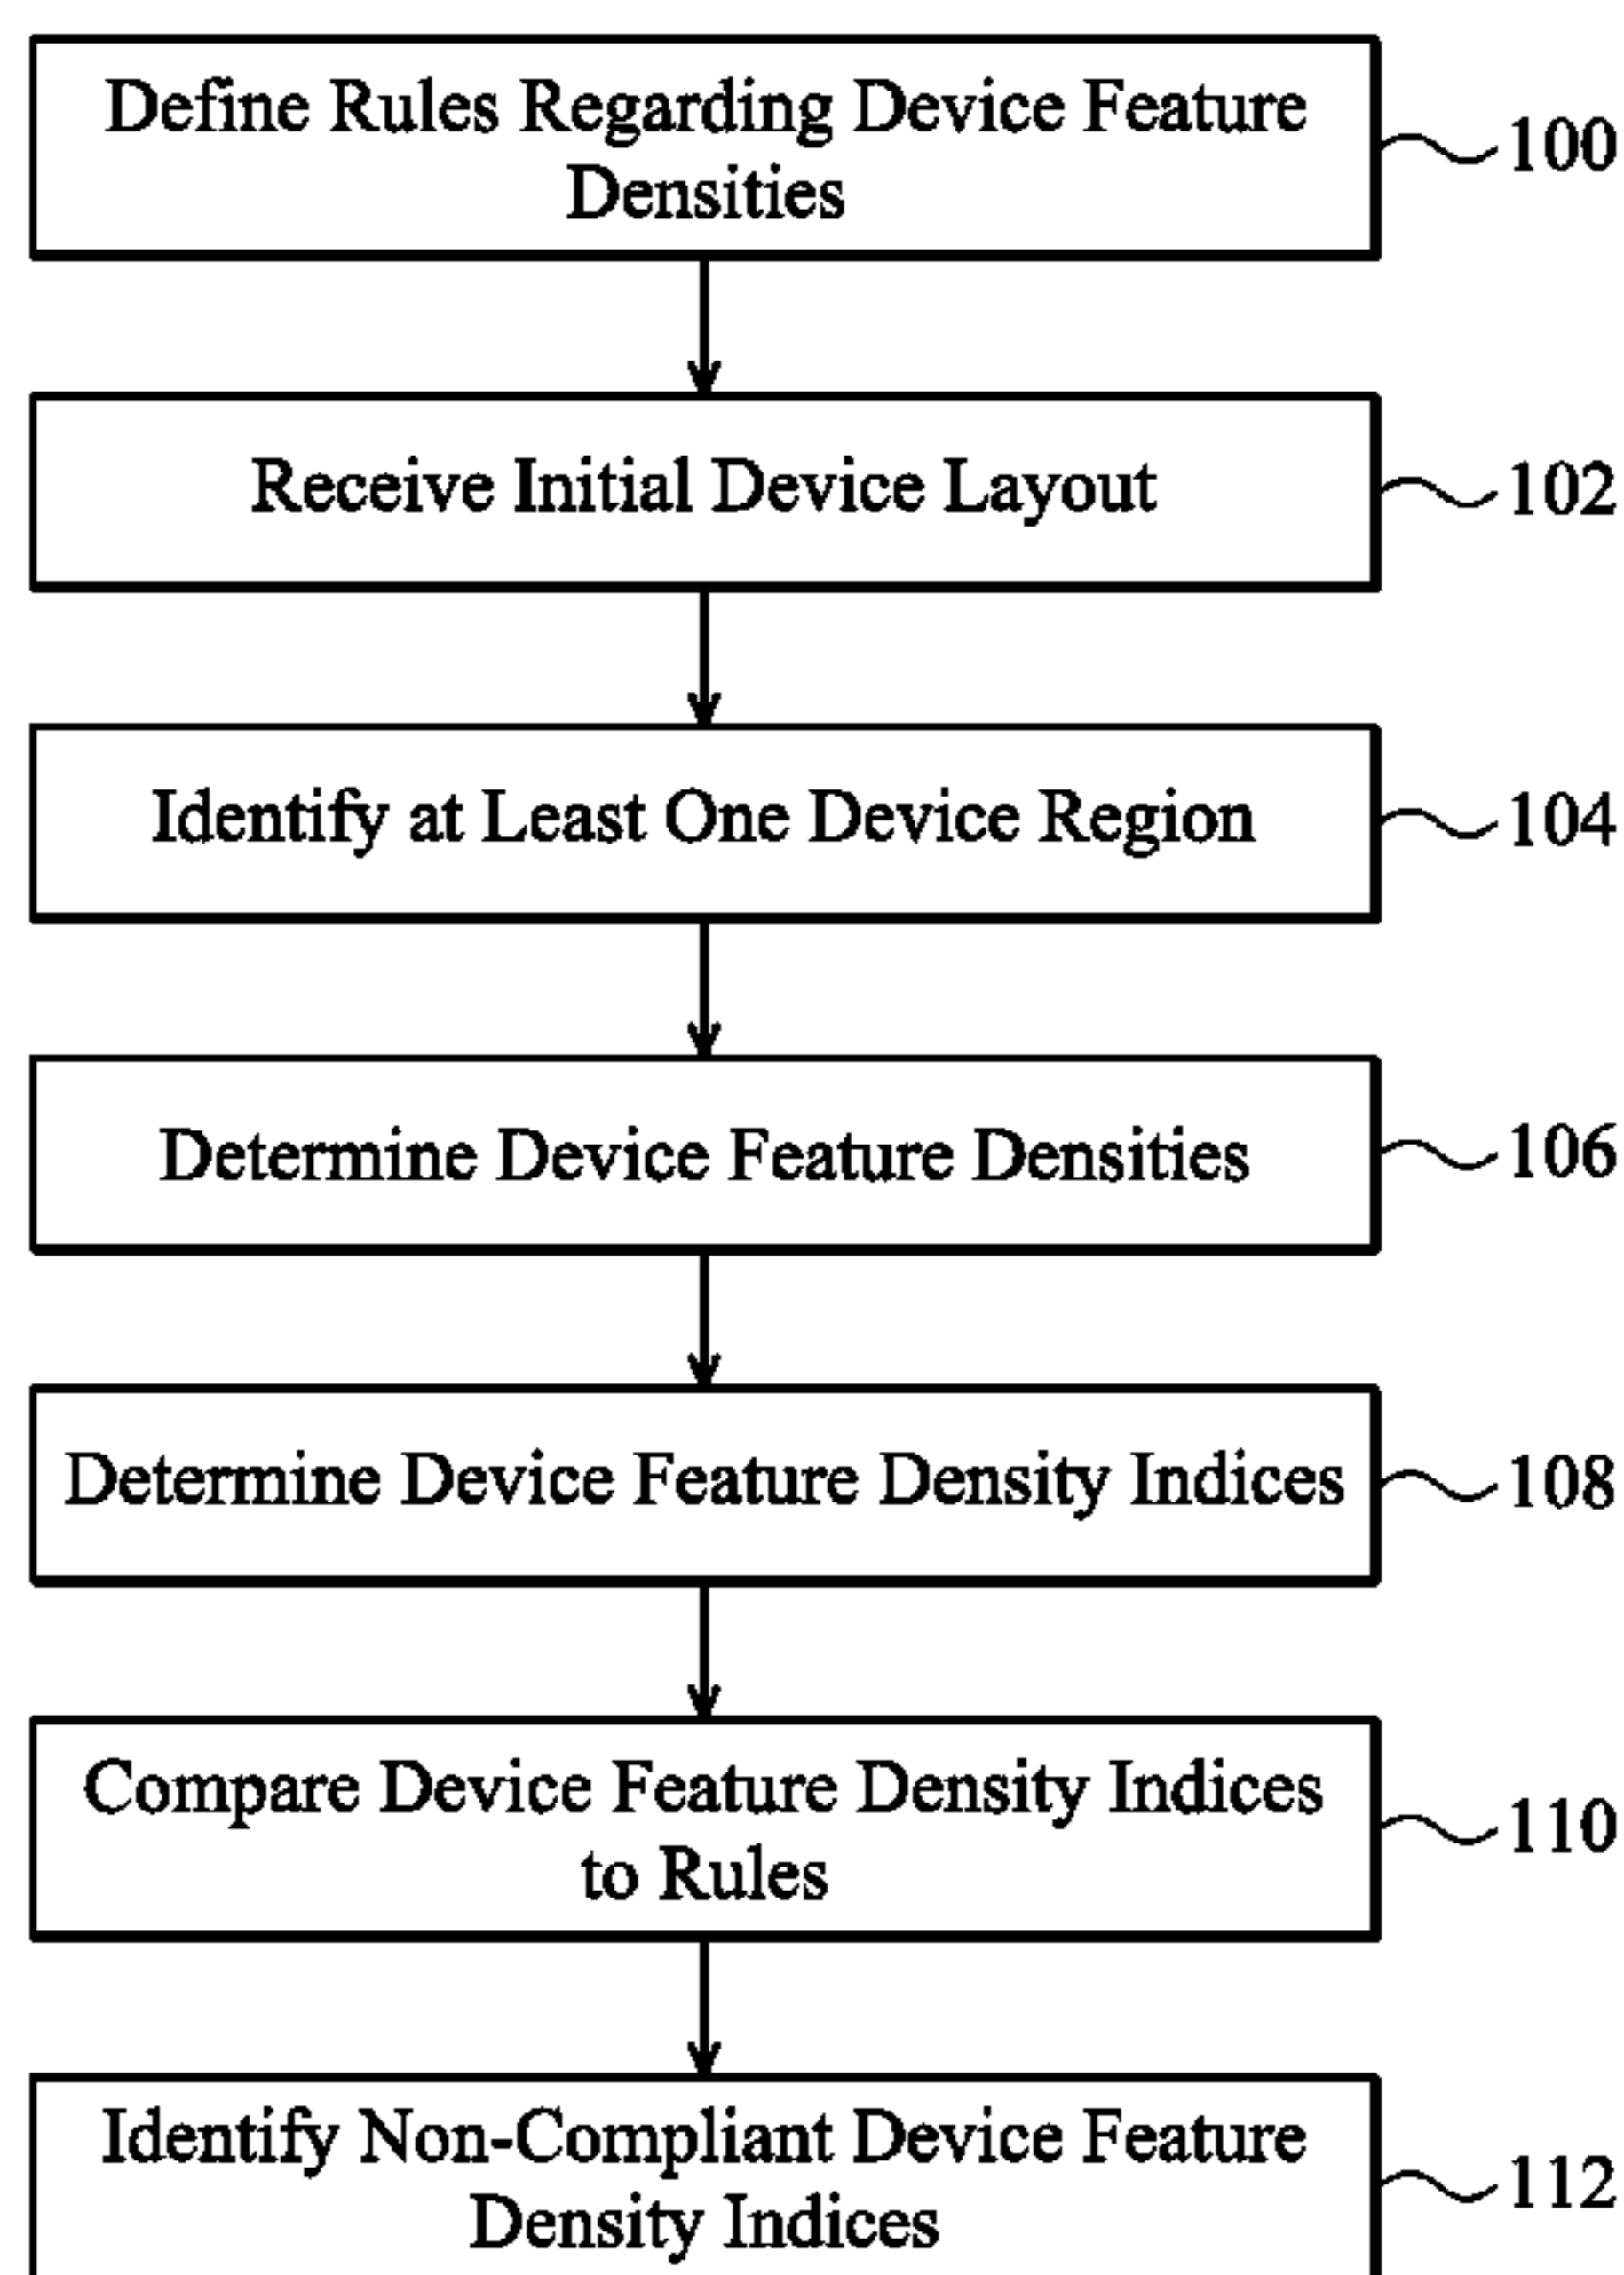 Define Rules Regarding Device Feature
Densities
100
Receive Initial Device Layout
102
Identify at Least One Device Region
104
Determine Device Feature Densities
106
Determine Device Feature Density Indices
108
Compare Device Feature Density Indices
to Rules
110
Identify Non-Compliant Device Feature
Density Indices
112